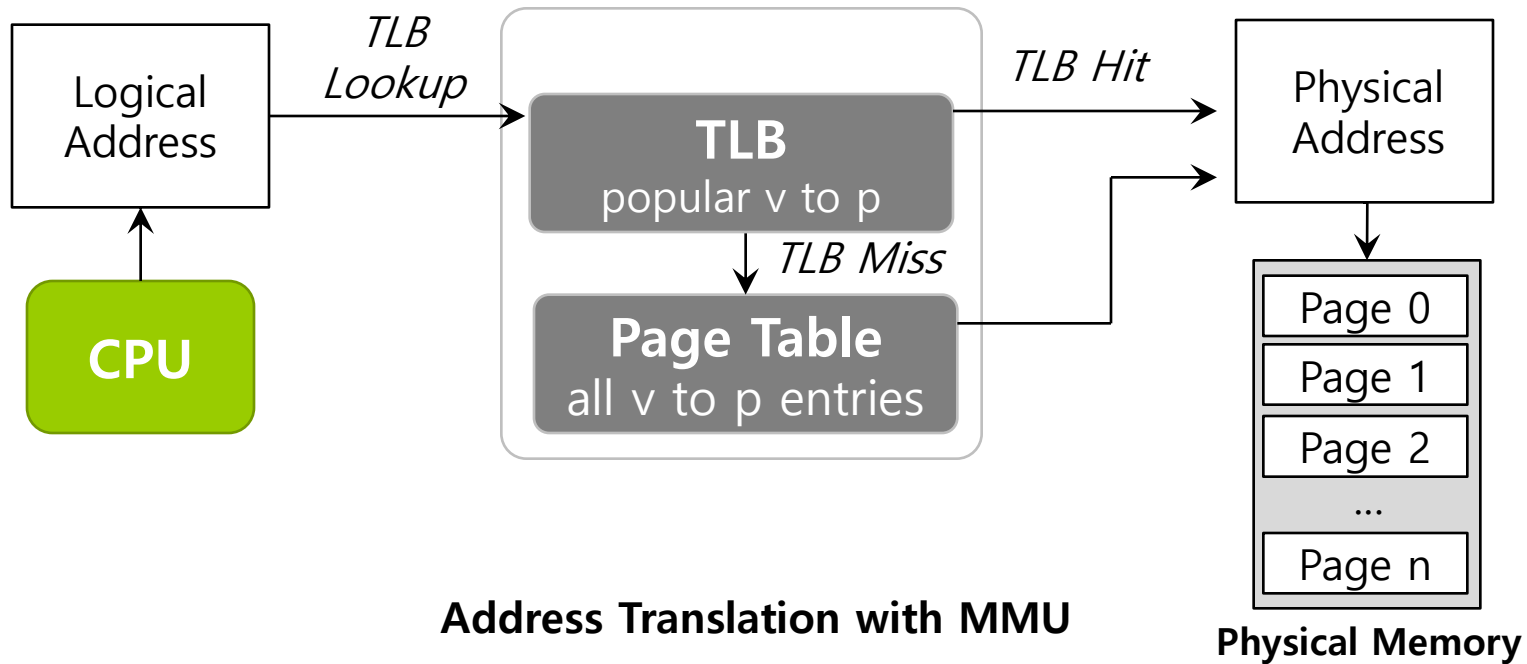 TLB
Lookup
TLB Hit
Logical
Address
TLB
popular v to p
Physical
Address
TLB Miss
CPU
Page Table
all v to p entries
Page 0
Page 1
Page 2
...
Page n
Address Translation with MMU
Physical Memory